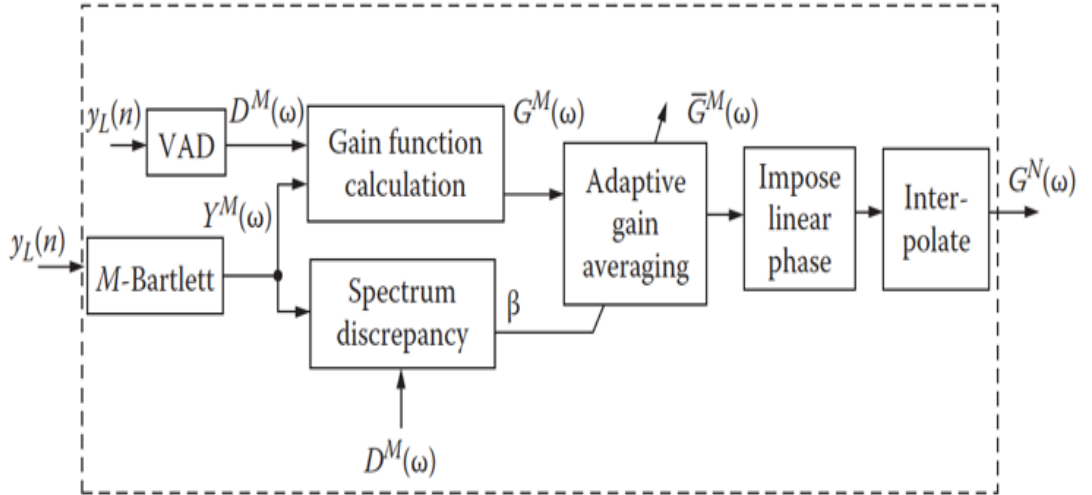 y_L(n)
VAD
D^M(ω)
Gain function
calculation
G^M(ω)
G̅^M(ω)
Y^M(ω)
y_L(n)
M-Bartlett
Spectrum
discrepancy
β
D^M(ω)
Adaptive
gain
averaging
Impose
linear
phase
Inter-
polate
G^N(ω)